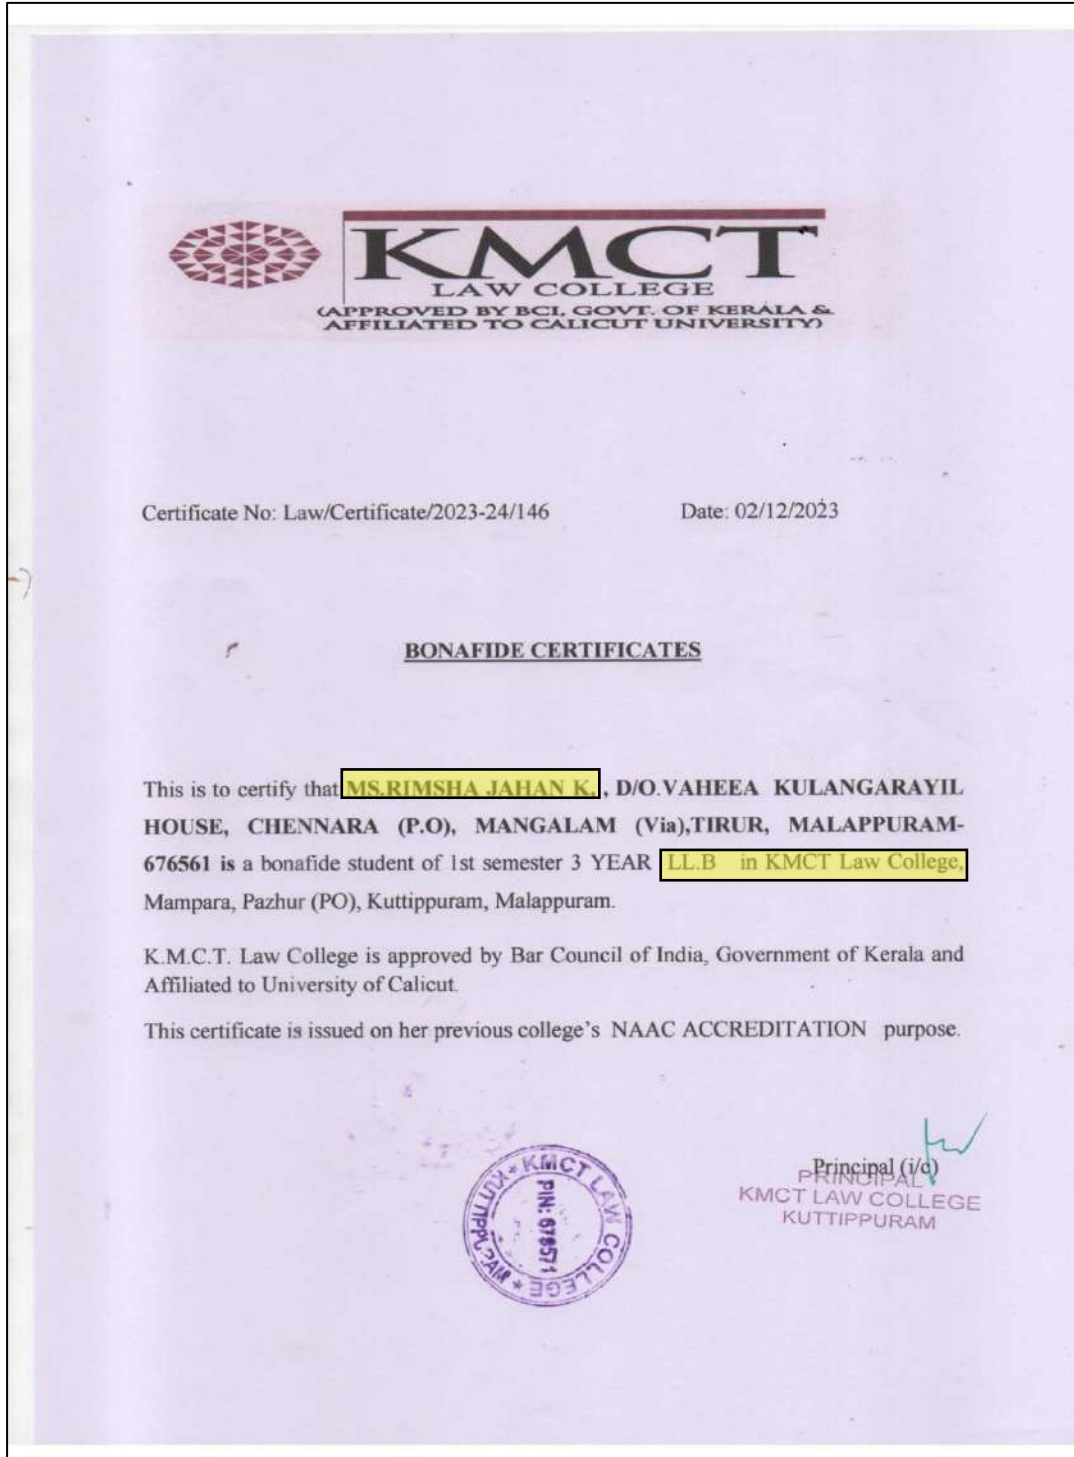 KMCT
LAW COLLEGE
(APPROVED BY BCI, GOVT. OF KERALA &
AFFILIATED TO CALICUT UNIVERSITY)
Certificate No: Law/Certificate/2023-24/146 Date: 02/12/2023
BONAFIDE CERTIFICATES
This is to certify that MS.RIMSHA JAHAN K, , D/O.VAHEEA KULANGARAYIL
HOUSE, CHENNARA (P.O), MANGALAM (Via),TIRUR, MALAPPURAM-
676561 is a bonafide student of 1st semester 3 YEAR LL.B in KMCT Law College,
Mampara, Pazhur (PO), Kuttippuram, Malappuram.
K.M.C.T. Law College is approved by Bar Council of India, Government of Kerala and
Affiliated to University of Calicut.
This certificate is issued on her previous college's NAAC ACCREDITATION purpose.
Principal (i/c)
PRINCIPAL
KMCT LAW COLLEGE
KUTTIPPURAM
KMCT LAW COLLEGE * KUTTIPPURAM *
PIN: 679571